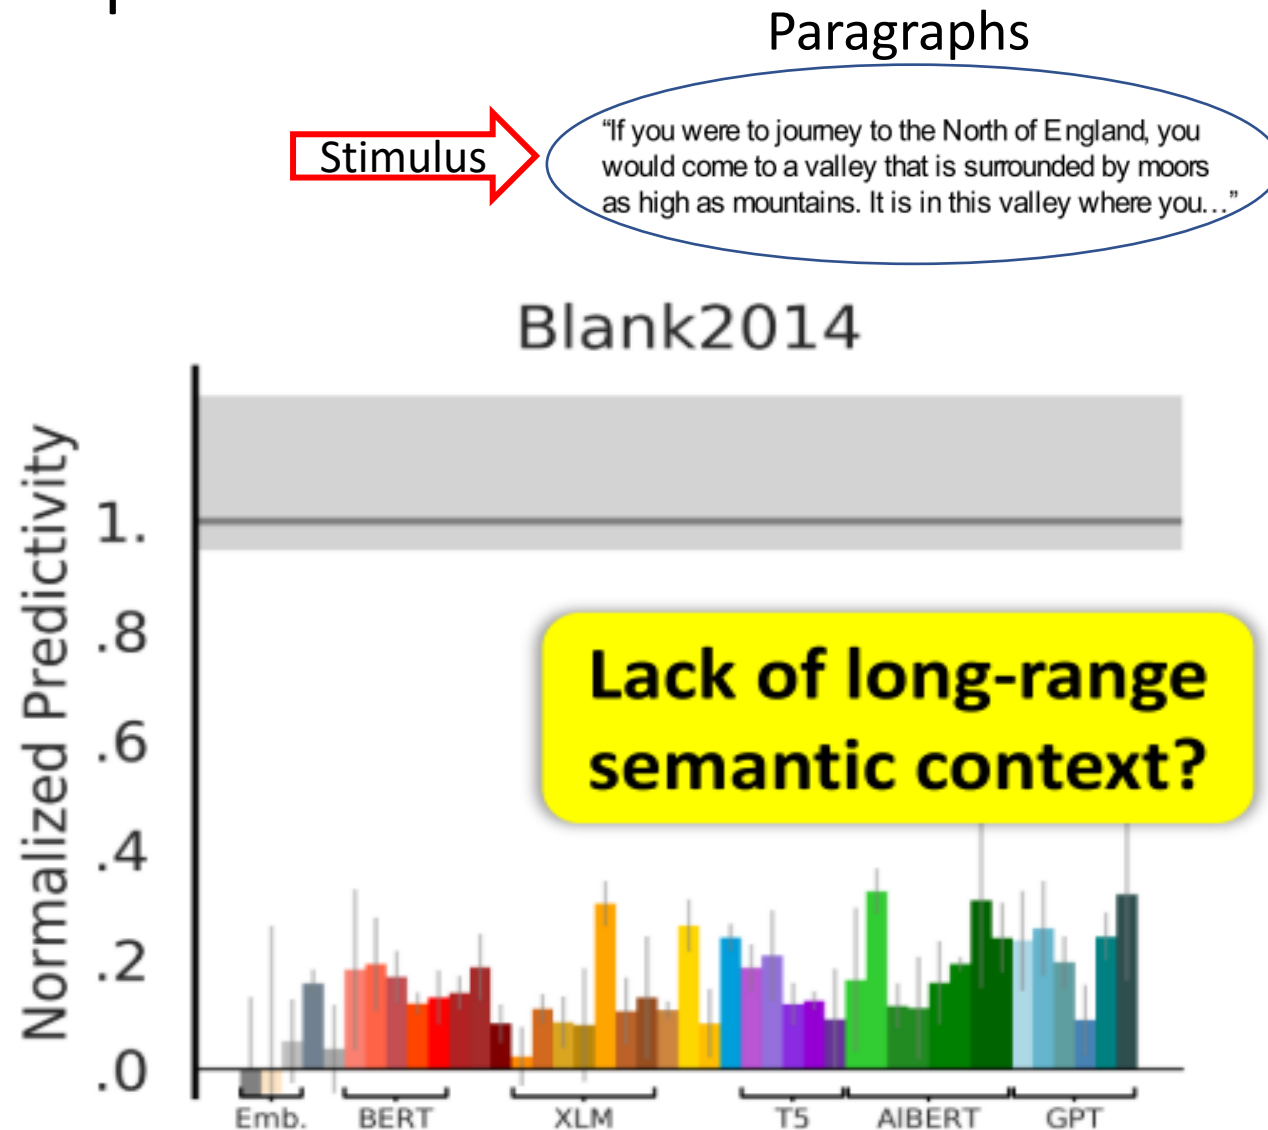 Paragraphs
Stimulus
“If you were to journey to the North of England, you
would come to a valley that is surrounded by moors
as high as mountains. It is in this valley where you…”
Blank2014
Normalized Predictivity
1.
.8
.6
.4
.2
.0
Lack of long-range
semantic context?
Emb.
BERT
XLM
T5
AlBERT
GPT